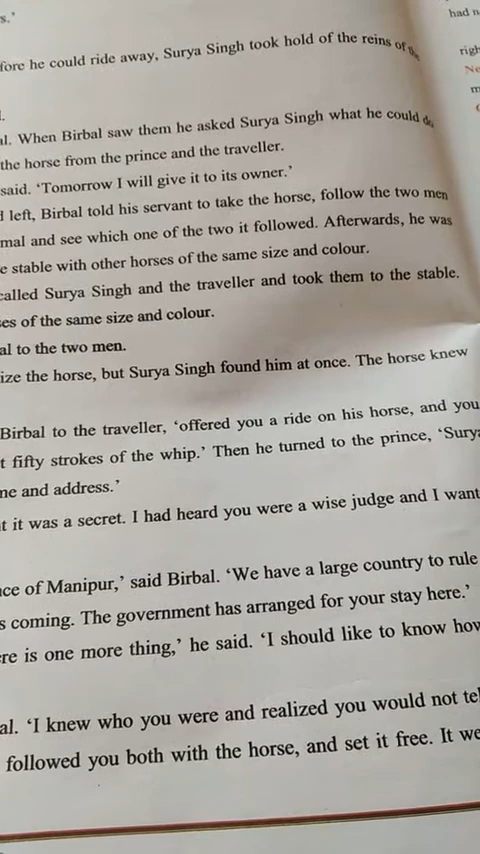 s.'
fore he could ride away, Surya Singh took hold of the reins of the
l.
al. When Birbal saw them he asked Surya Singh what he could do,
the horse from the prince and the traveller.
said. 'Tomorrow I will give it to its owner.'
d left, Birbal told his servant to take the horse, follow the two men
mal and see which one of the two it followed. Afterwards, he was
e stable with other horses of the same size and colour.
called Surya Singh and the traveller and took them to the stable.
ses of the same size and colour.
al to the two men.
ize the horse, but Surya Singh found him at once. The horse knew
Birbal to the traveller, 'offered you a ride on his horse, and you
t fifty strokes of the whip.' Then he turned to the prince, 'Surya
ne and address.'
t it was a secret. I had heard you were a wise judge and I want
ce of Manipur,' said Birbal. 'We have a large country to rule
s coming. The government has arranged for your stay here.'
re is one more thing,' he said. 'I should like to know how
al. 'I knew who you were and realized you would not tel
followed you both with the horse, and set it free. It we
had n
righ
Ne
m